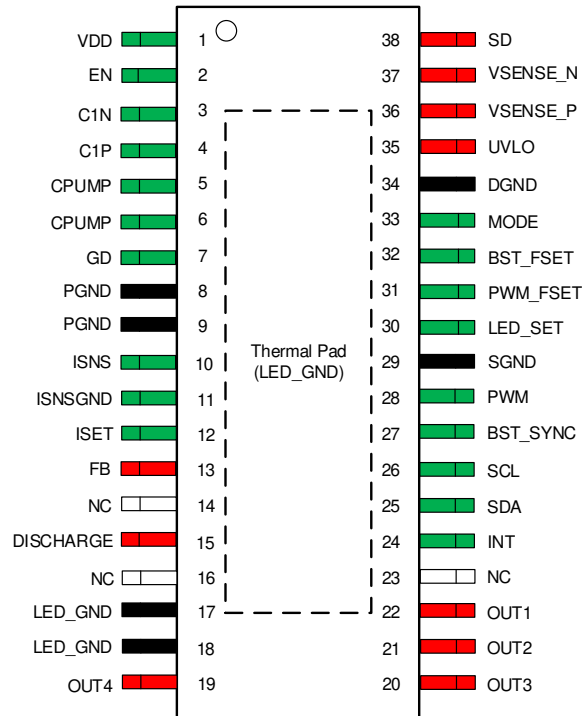 VDD 1 38 SD
EN 2 37 VSENSE_N
C1N 3 36 VSENSE_P
C1P 4 35 UVLO
CPUMP 5 34 DGND
CPUMP 6 33 MODE
GD 7 32 BST_FSET
PGND 8 31 PWM_FSET
PGND 9 30 LED_SET
Thermal Pad
(LED_GND)
ISNS 10 29 SGND
ISNSGND 11 28 PWM
ISET 12 27 BST_SYNC
FB 13 26 SCL
NC 14 25 SDA
DISCHARGE 15 24 INT
NC 16 23 NC
LED_GND 17 22 OUT1
LED_GND 18 21 OUT2
OUT4 19 20 OUT3